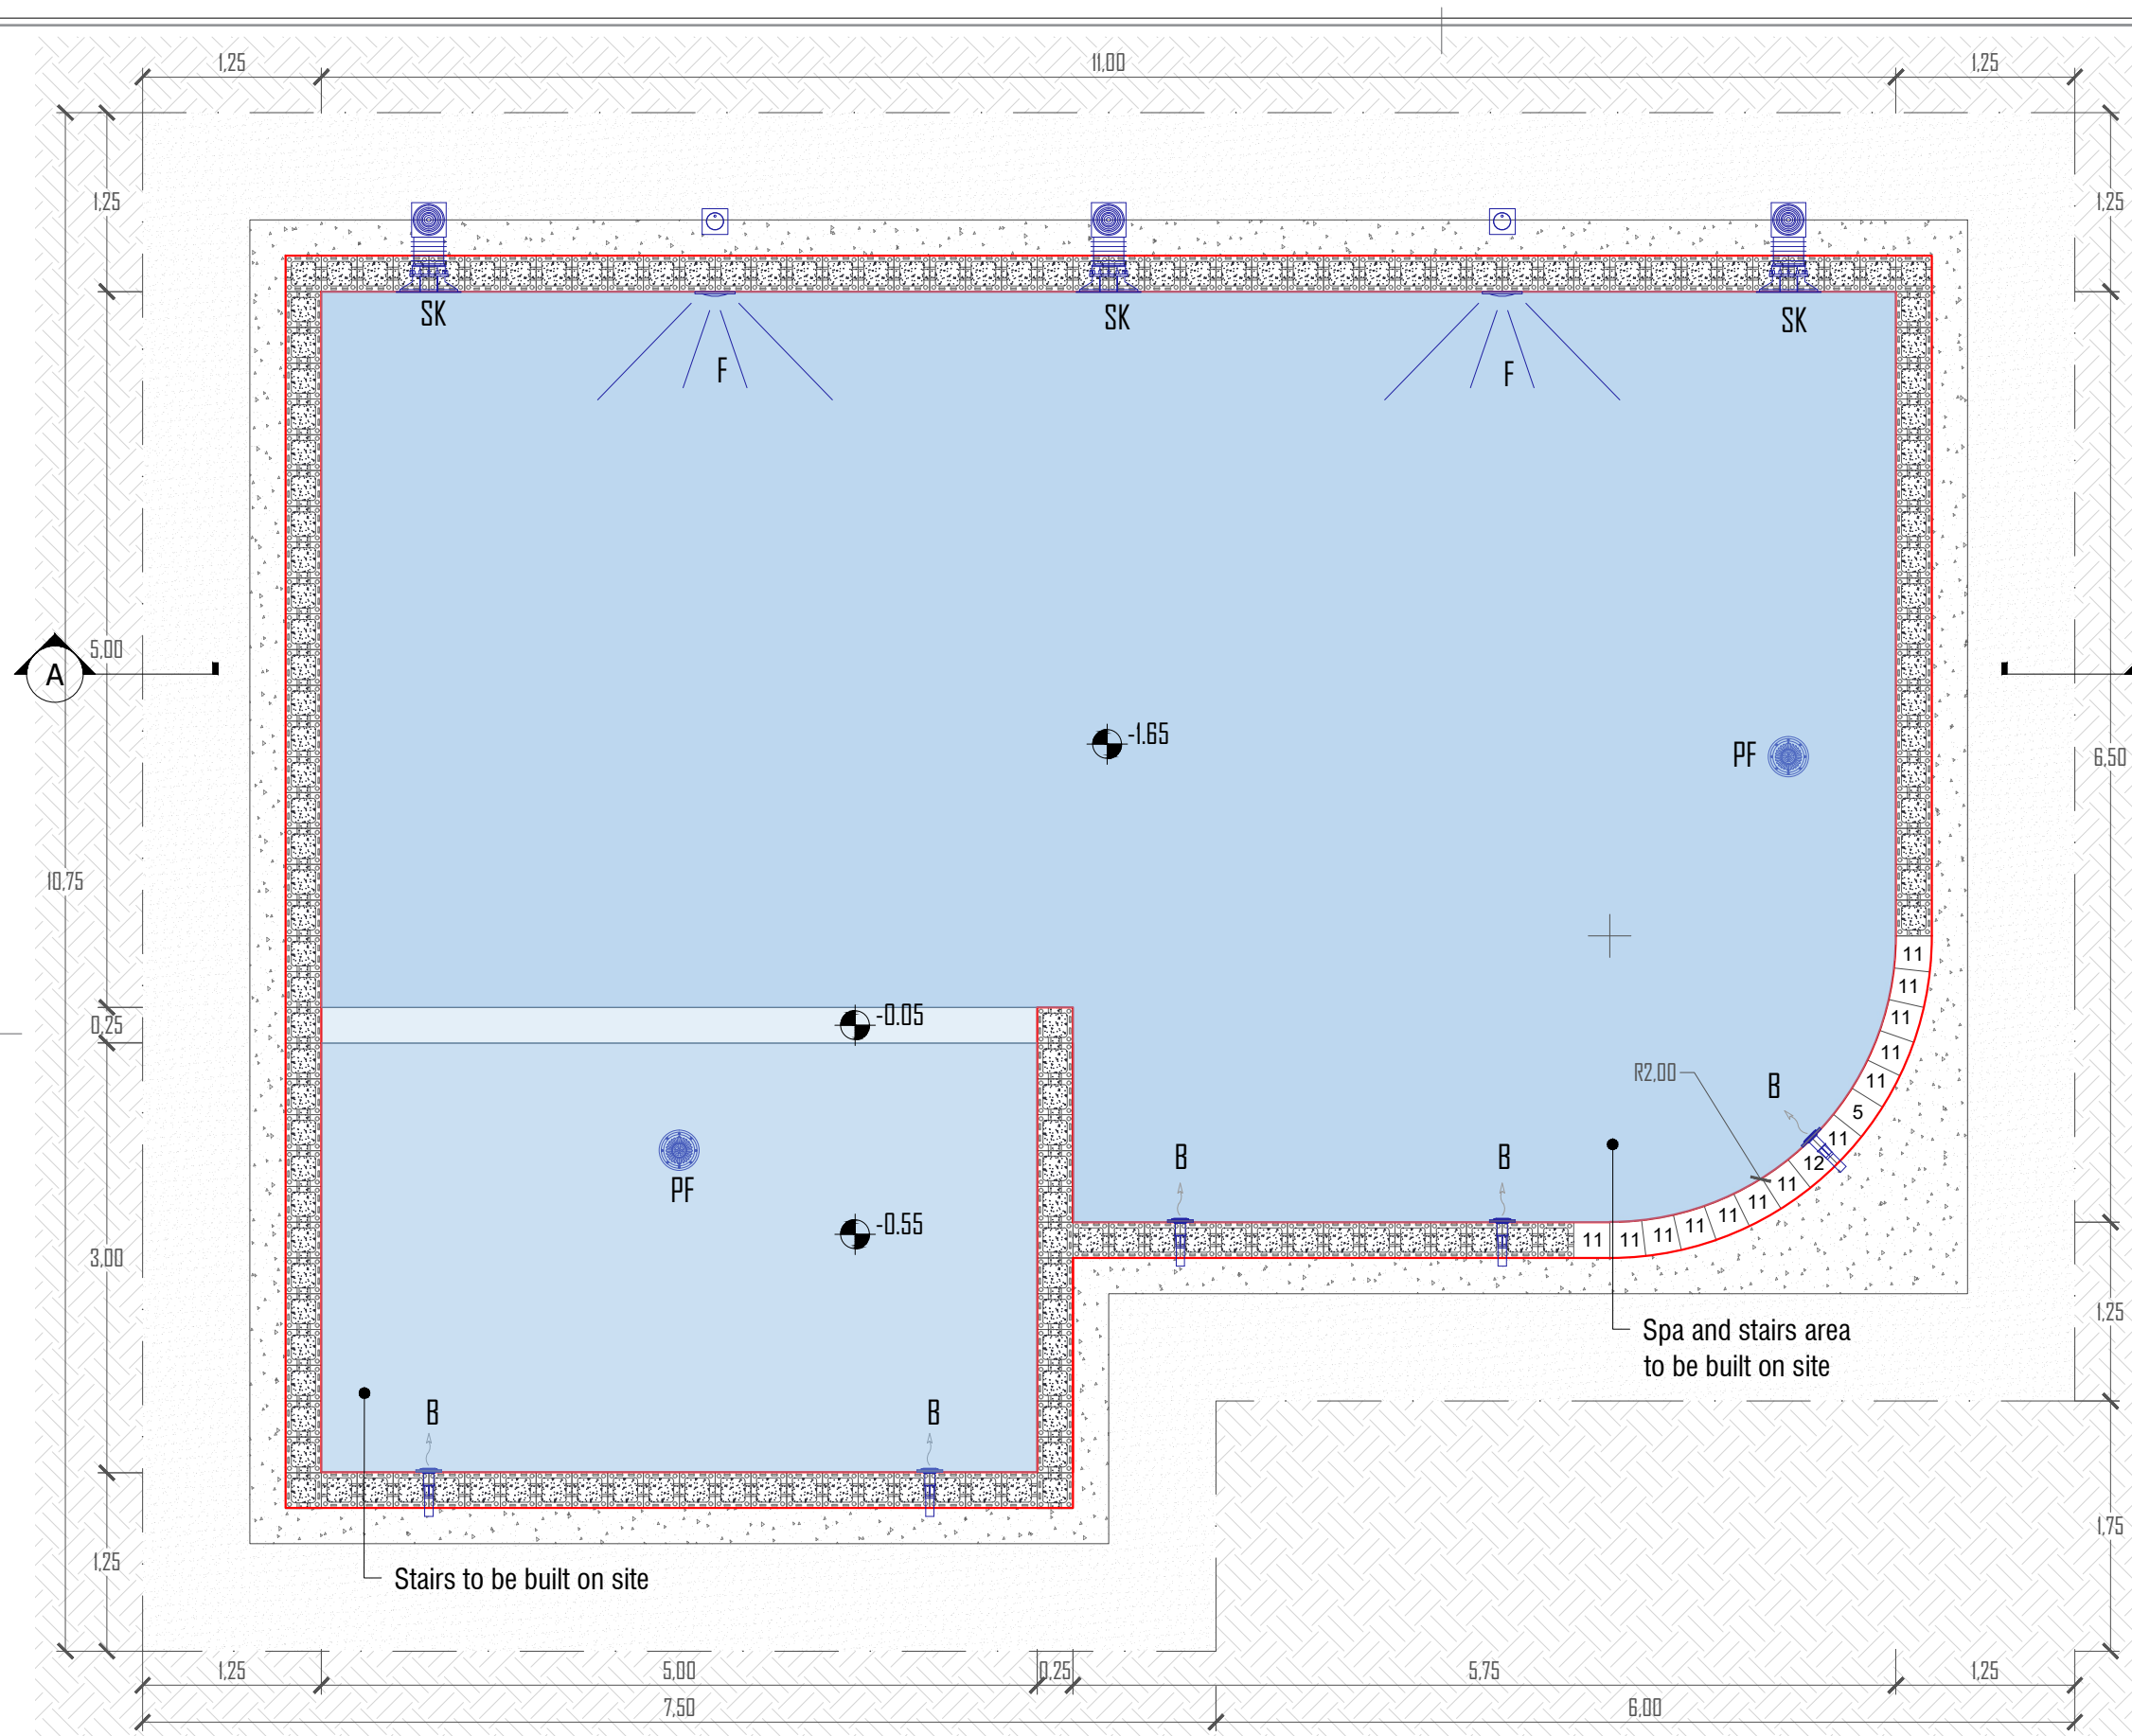 1,25
11,00
1,25
1,25
1,25
SK
SK
SK
F
F
5,00
A
-1.65
PF
6,50
10,75
11
11
11
11
11
5
11
12
11
11
11
11
11
11
11
0,25
-0.05
R2,00
B
B
B
PF
-0.55
3,00
1,25
Spa and stairs area
to be built on site
B
B
1,75
1,25
Stairs to be built on site
1,25
5,00
0,25
5,75
1,25
7,50
6,00